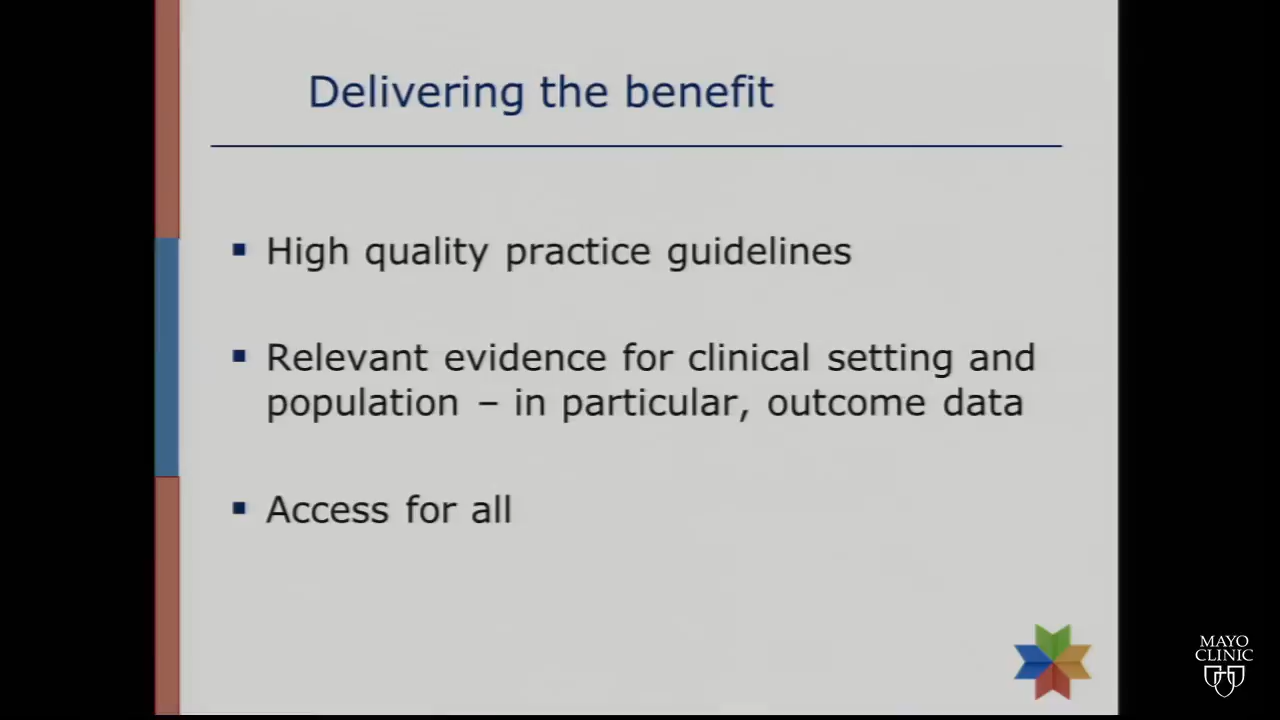 Delivering the benefit
▪ High quality practice guidelines
▪ Relevant evidence for clinical setting and
population – in particular, outcome data
▪ Access for all
MAYO
CLINIC